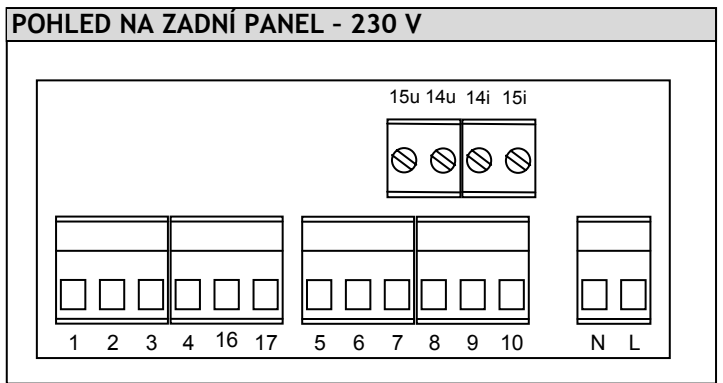 POHLED NA ZADNÍ PANEL – 230 V
15u 14u 14i 15i
1 2 3 4 16 17 5 6 7 8 9 10 N L